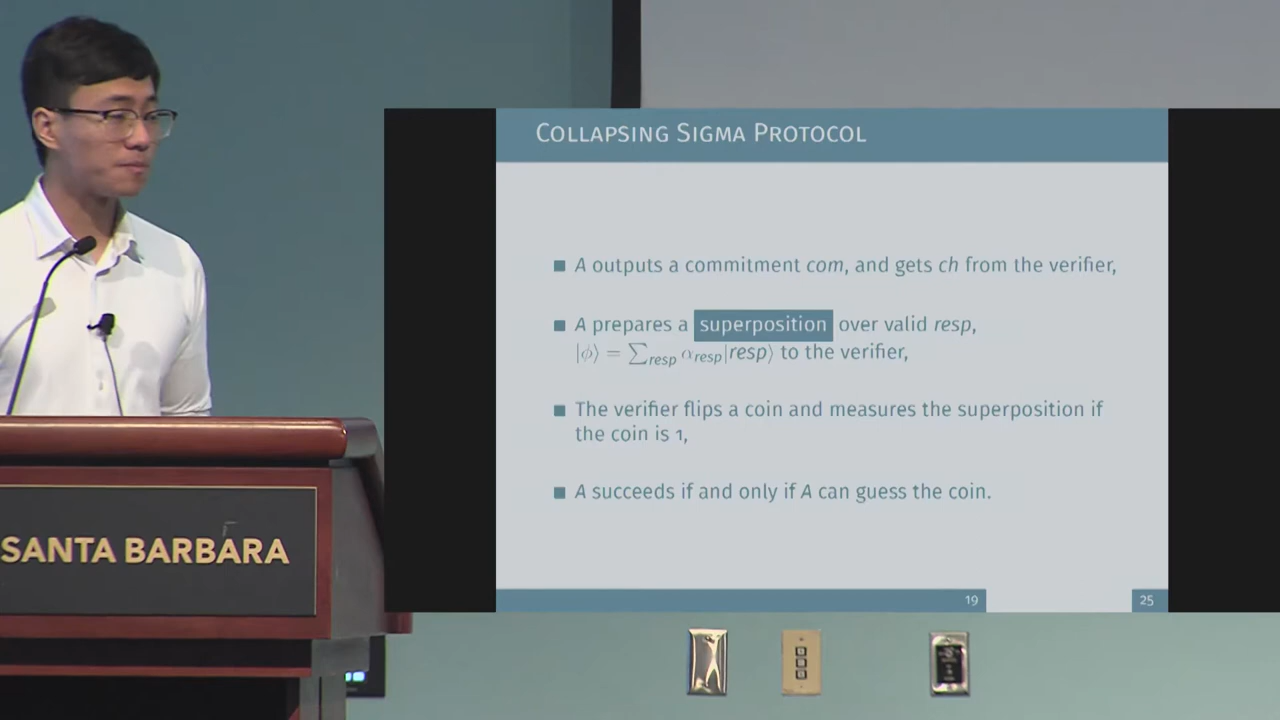 COLLAPSING SIGMA PROTOCOL
■ A outputs a commitment com, and gets ch from the verifier,
■ A prepares a superposition over valid resp,
|ϕ⟩ = ∑resp αresp|resp⟩ to the verifier,
■ The verifier flips a coin and measures the superposition if
the coin is 1,
■ A succeeds if and only if A can guess the coin.
19 25
SANTA BARBARA